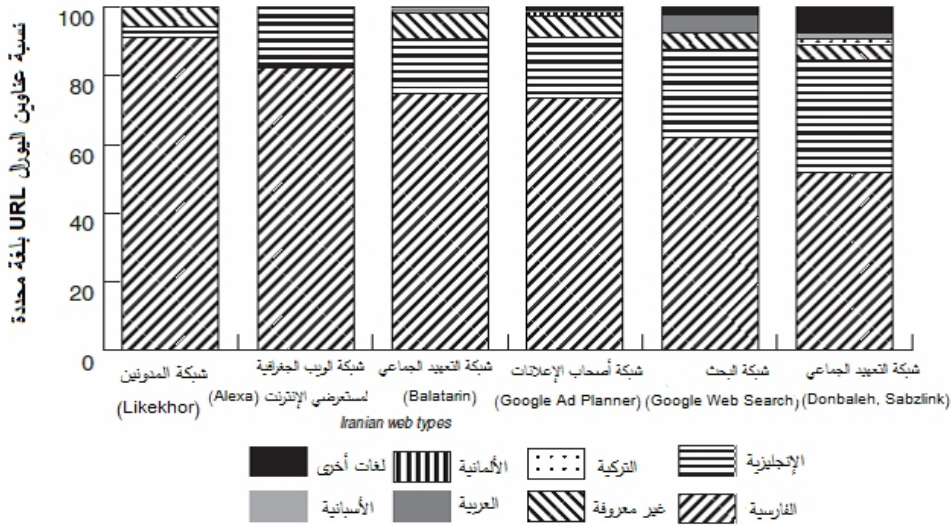 نسبة عناوين اليورال URL بلغة محددة
100
80
60
40
20
0
شبكة المدونين
(Likekhor)
شبكة الويب الجغرافية
لمستعرضي الإنترنت (Alexa)
شبكة التعهيد الجماعي
(Balatarin)
شبكة أصحاب الإعلانات
(Google Ad Planner)
شبكة البحث
(Google Web Search)
شبكة التعهيد الجماعي
(Donbaleh, Sabzlink)
Iranian web types
الإنجليزية
التركية
الألمانية
لغات أخرى
الفارسية
غير معروفة
العربية
الأسبانية